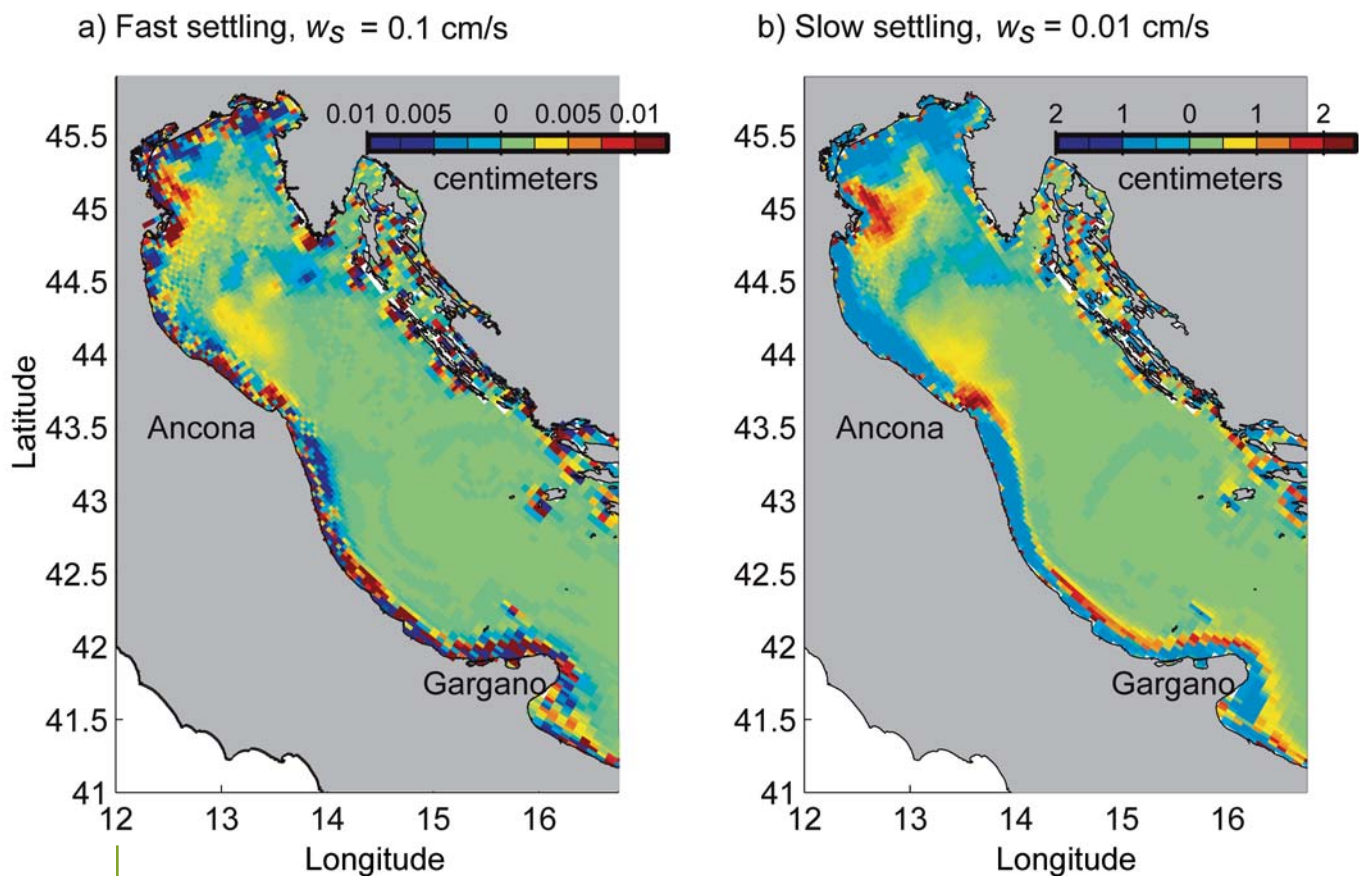 a) Fast settling, wS = 0.1 cm/s
b) Slow settling, wS = 0.01 cm/s
0.01 0.005 0 0.005 0.01
centimeters
2 1 0 1 2
centimeters
Latitude
45.5
45
44.5
44
43.5
43
42.5
42
41.5
41
Ancona
Gargano
12 13 14 15 16
Longitude
45.5
45
44.5
44
43.5
43
42.5
42
41.5
41
Ancona
Gargano
12 13 14 15 16
Longitude